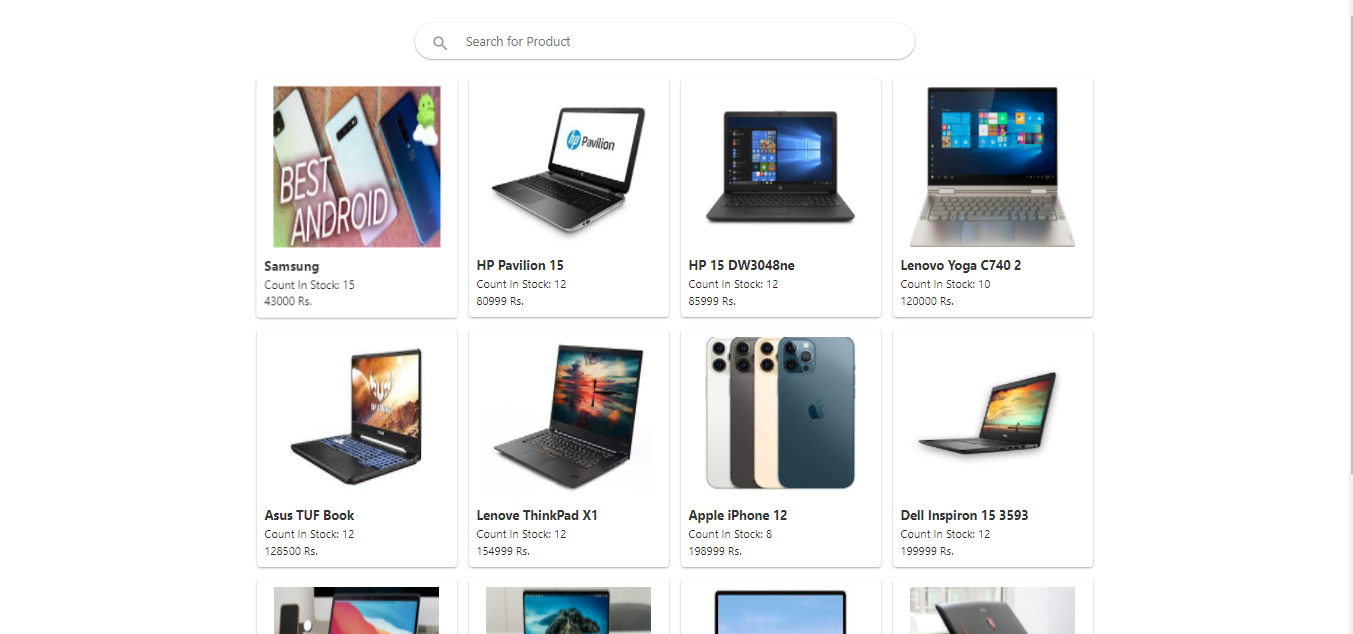 Search for Product
BEST
ANDROID
Samsung
Count In Stock: 15
43000 Rs.
hp Pavilion
HP Pavilion 15
Count In Stock: 12
80999 Rs.
HP 15 DW3048ne
Count In Stock: 12
85999 Rs.
Lenovo Yoga C740 2
Count In Stock: 10
120000 Rs.
Asus TUF Book
Count In Stock: 12
128500 Rs.
Lenove ThinkPad X1
Count In Stock: 12
154999 Rs.
Apple iPhone 12
Count In Stock: 8
198999 Rs.
Dell Inspiron 15 3593
Count In Stock: 12
199999 Rs.